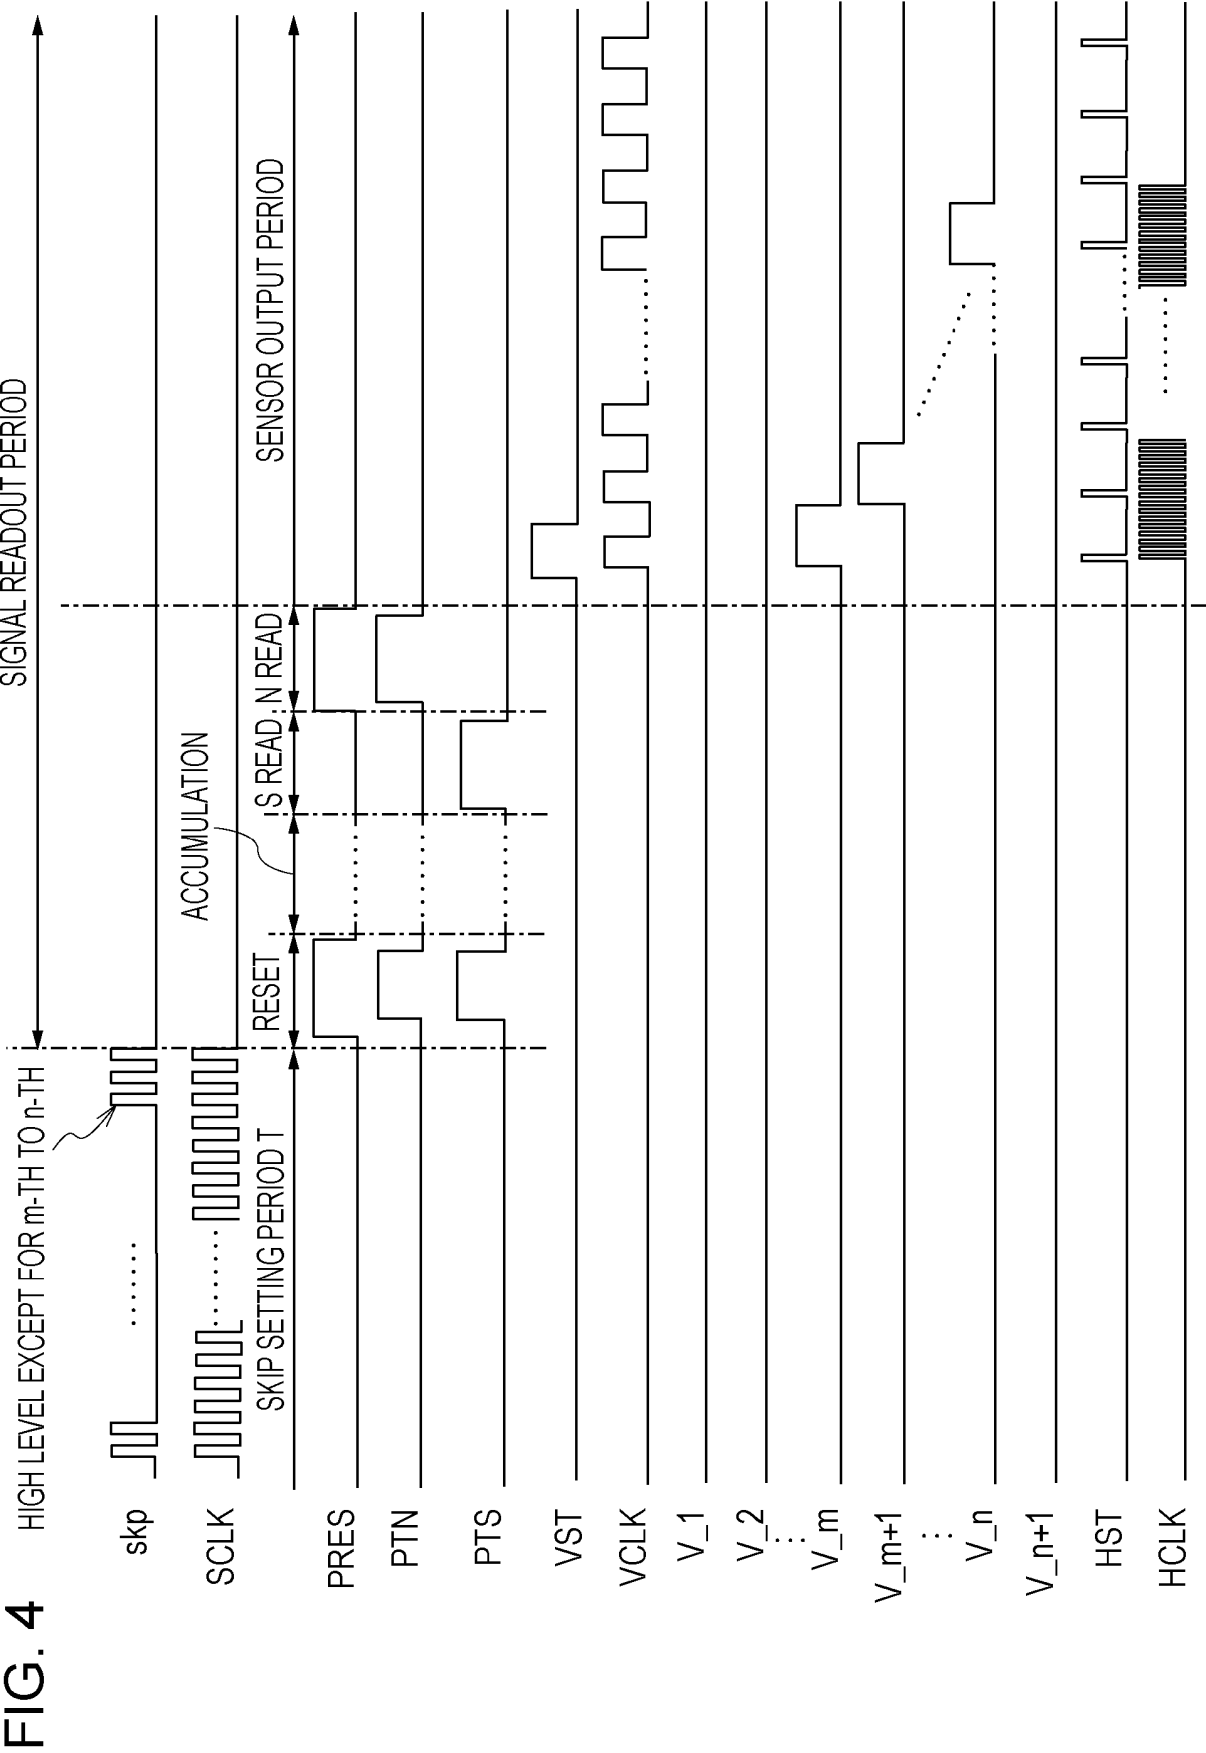 FIG. 4
SIGNAL READOUT PERIOD
HIGH LEVEL EXCEPT FOR m-TH TO n-TH
skp
ACCUMULATION
SCLK
SKIP SETTING PERIOD T
RESET
S READ
N READ
SENSOR OUTPUT PERIOD
PRES
PTN
PTS
VST
VCLK
V_1
V_2
V_m
V_m+1
V_n
V_n+1
HST
HCLK